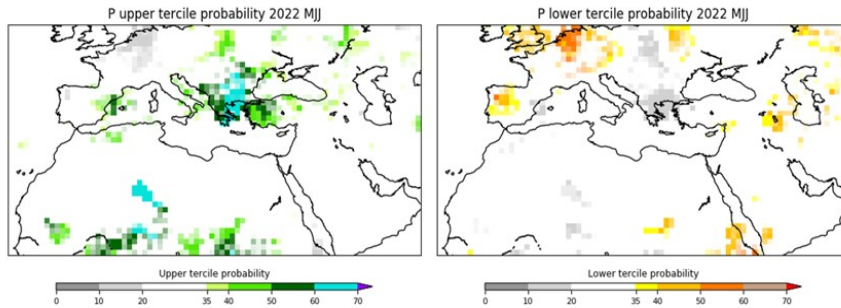 P upper tercile probability 2022 MJJ
P lower tercile probability 2022 MJJ
Upper tercile probability
0 10 20 35 40 50 60 70
Lower tercile probability
0 10 20 35 40 50 60 70